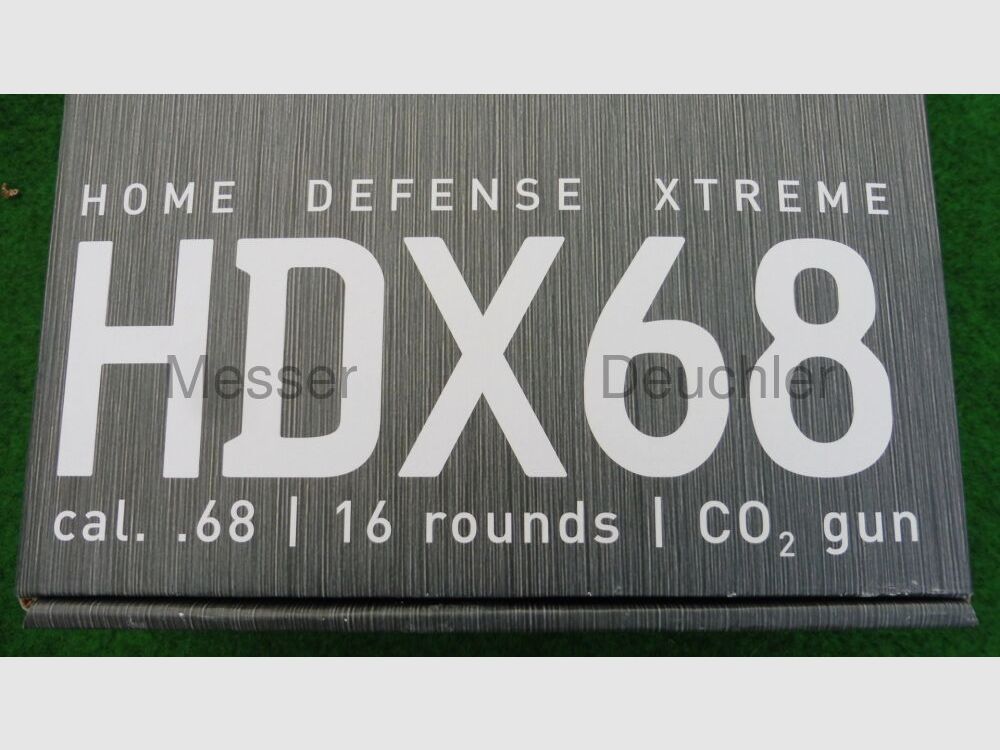 HOME DEFENSE XTREME
HDX68
Messer Deuchler
cal. .68 | 16 rounds | CO₂ gun